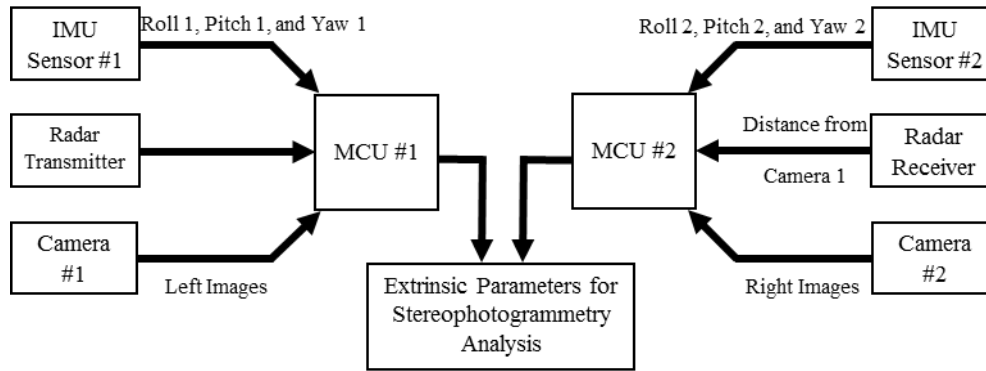 Roll 1, Pitch 1, and Yaw 1
IMU
Sensor #1
Radar
Transmitter
MCU #1
Camera
#1
Left Images
Roll 2, Pitch 2, and Yaw 2
IMU
Sensor #2
MCU #2
Distance from
Camera 1
Radar
Receiver
Camera
#2
Right Images
Extrinsic Parameters for
Stereophotogrammetry
Analysis